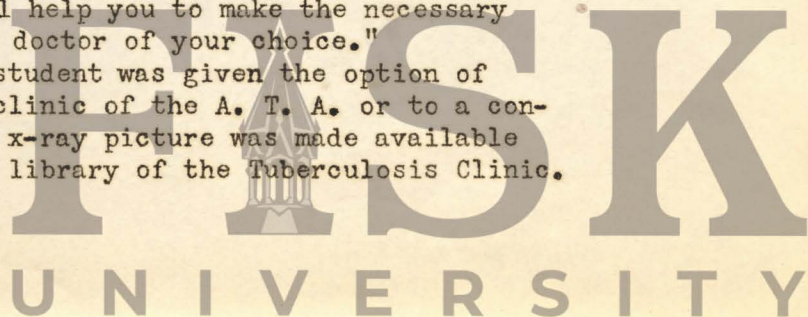 l help you to make the necessary
doctor of your choice."
student was given the option of
clinic of the A. T. A. or to a con-
x-ray picture was made available
library of the Tuberculosis Clinic.
FISK
UNIVERSITY